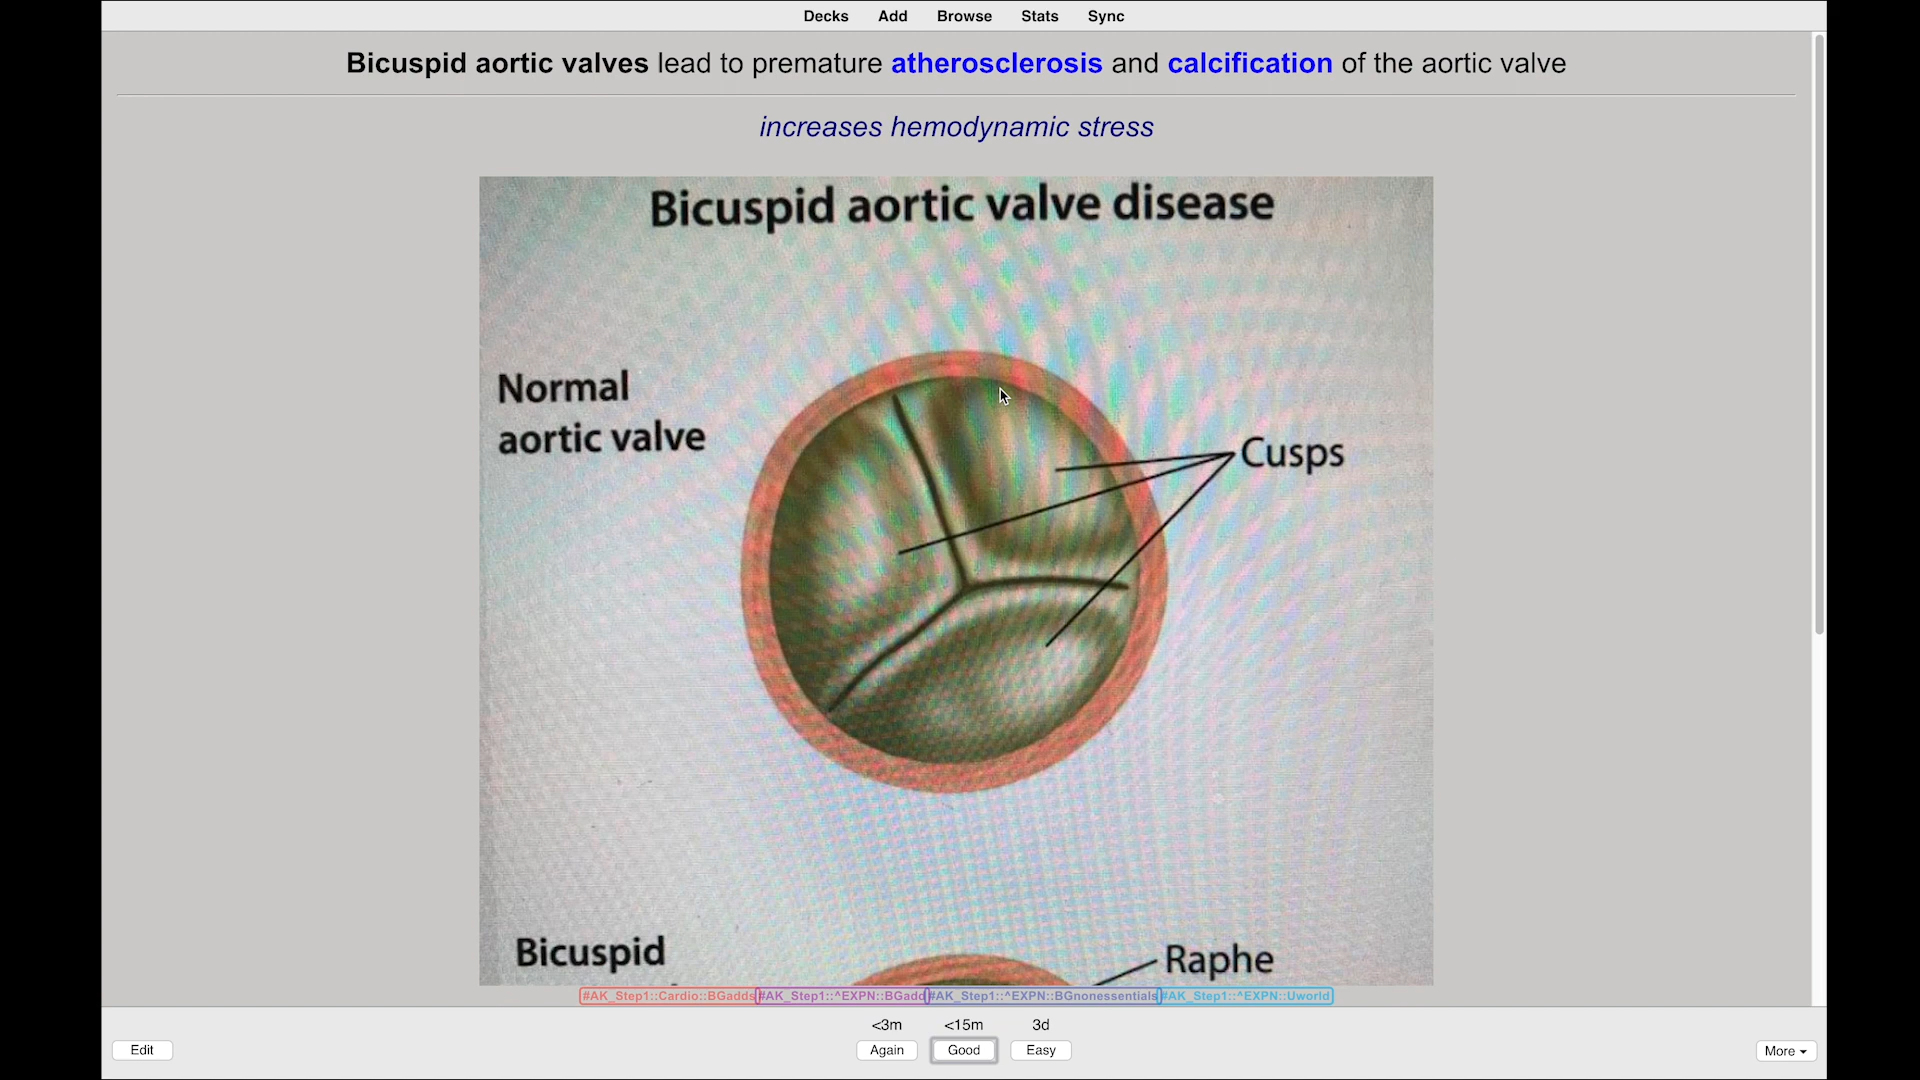 Decks Add Browse Stats Sync
Bicuspid aortic valves lead to premature atherosclerosis and calcification of the aortic valve
increases hemodynamic stress
Bicuspid aortic valve disease
Normal
aortic valve
Cusps
Bicuspid
Raphe
#AK_Step1::Cardio::BGadds #AK_Step1::^EXPN::BGadd #AK_Step1::^EXPN::BGnonessentials #AK_Step1::^EXPN::Uworld
<3m <15m 3d
Edit Again Good Easy More